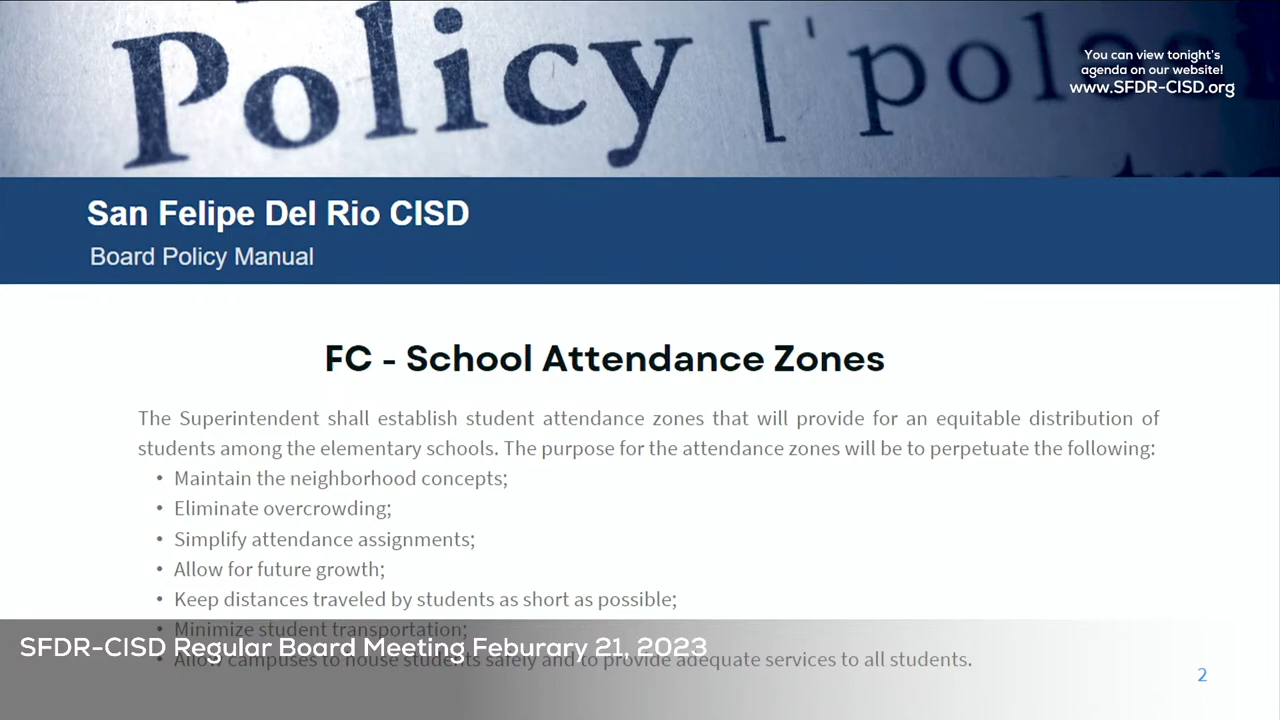 Policy ['pɒl
You can view tonight's
agenda on our website!
www.SFDR-CISD.org
San Felipe Del Rio CISD
Board Policy Manual
FC - School Attendance Zones
The Superintendent shall establish student attendance zones that will provide for an equitable distribution of
students among the elementary schools. The purpose for the attendance zones will be to perpetuate the following:
• Maintain the neighborhood concepts;
• Eliminate overcrowding;
• Simplify attendance assignments;
• Allow for future growth;
• Keep distances traveled by students as short as possible;
• Minimize student transportation;
SFDR-CISD Regular Board Meeting Feburary 21, 2023
• Allow campuses to house students safely and to provide adequate services to all students.
2